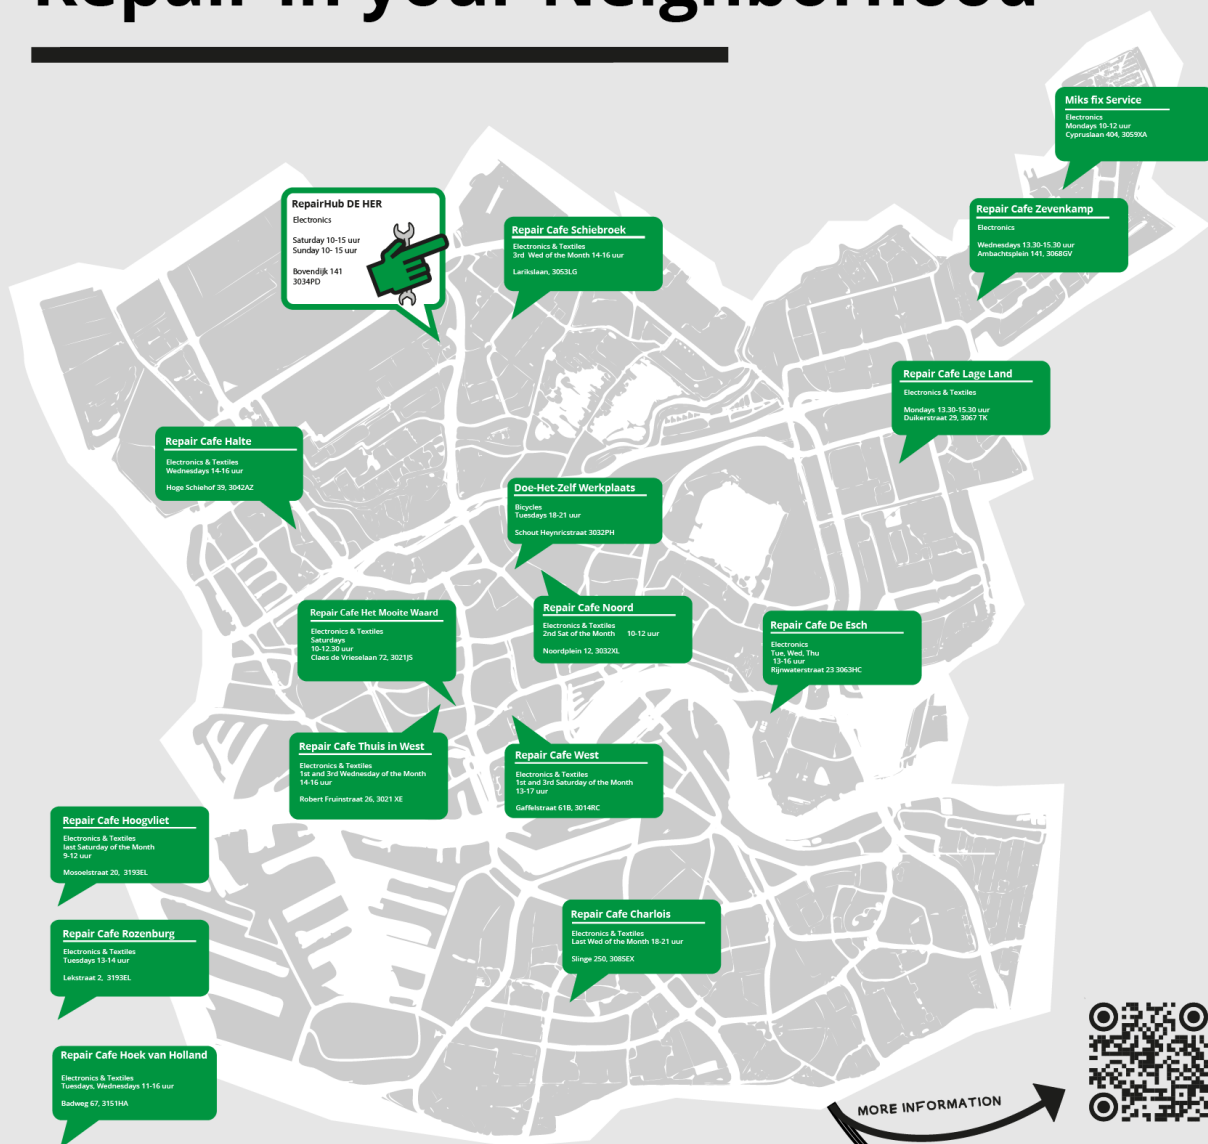 Repair in your Neighborhood
Miks fix Service
Electronics
Mondays 10-12 uur
Cypruslaan 404, 3059XA
RepairHub DE HER
Electronics
Saturday 10-15 uur
Sunday 10- 15 uur
Bovendijk 141
3034PD
Repair Cafe Schiebroek
Electronics & Textiles
3rd Wed of the Month 14-16 uur
Larikslaan, 3053LG
Repair Cafe Zevenkamp
Electronics
Wednesdays 13.30-15.30 uur
Ambachtsplein 141, 3068GV
Repair Cafe Lage Land
Electronics & Textiles
Mondays 13.30-15.30 uur
Duikerstraat 29, 3067 TK
Repair Cafe Halte
Electronics & Textiles
Wednesdays 14-16 uur
Hoge Schiehof 39, 3042AZ
Doe-Het-Zelf Werkplaats
Bicycles
Tuesdays 18-21 uur
Schout Heynricstraat 3032PH
Repair Cafe Het Mooite Waard
Electronics & Textiles
Saturdays
10-12.30 uur
Claes de Vrieselaan 72, 3021JS
Repair Cafe Noord
Electronics & Textiles
2nd Sat of the Month 10-12 uur
Noordplein 12, 3032XL
Repair Cafe De Esch
Electronics
Tue, Wed, Thu
13-16 uur
Rijnwaterstraat 23 3063HC
Repair Cafe Thuis in West
Electronics & Textiles
1st and 3rd Wednesday of the Month
14-16 uur
Robert Fruinstraat 26, 3021 XE
Repair Cafe West
Electronics & Textiles
1st and 3rd Saturday of the Month
13-17 uur
Gaffelstraat 61B, 3014RC
Repair Cafe Hoogvliet
Electronics & Textiles
last Saturday of the Month
9-12 uur
Mosoelstraat 20, 3193EL
Repair Cafe Rozenburg
Electronics & Textiles
Tuesdays 13-14 uur
Lekstraat 2, 3193EL
Repair Cafe Charlois
Electronics & Textiles
Last Wed of the Month 18-21 uur
Slinge 250, 3085EX
Repair Cafe Hoek van Holland
Electronics & Textiles
Tuesdays, Wednesdays 11-16 uur
Badweg 67, 3151HA
MORE INFORMATION